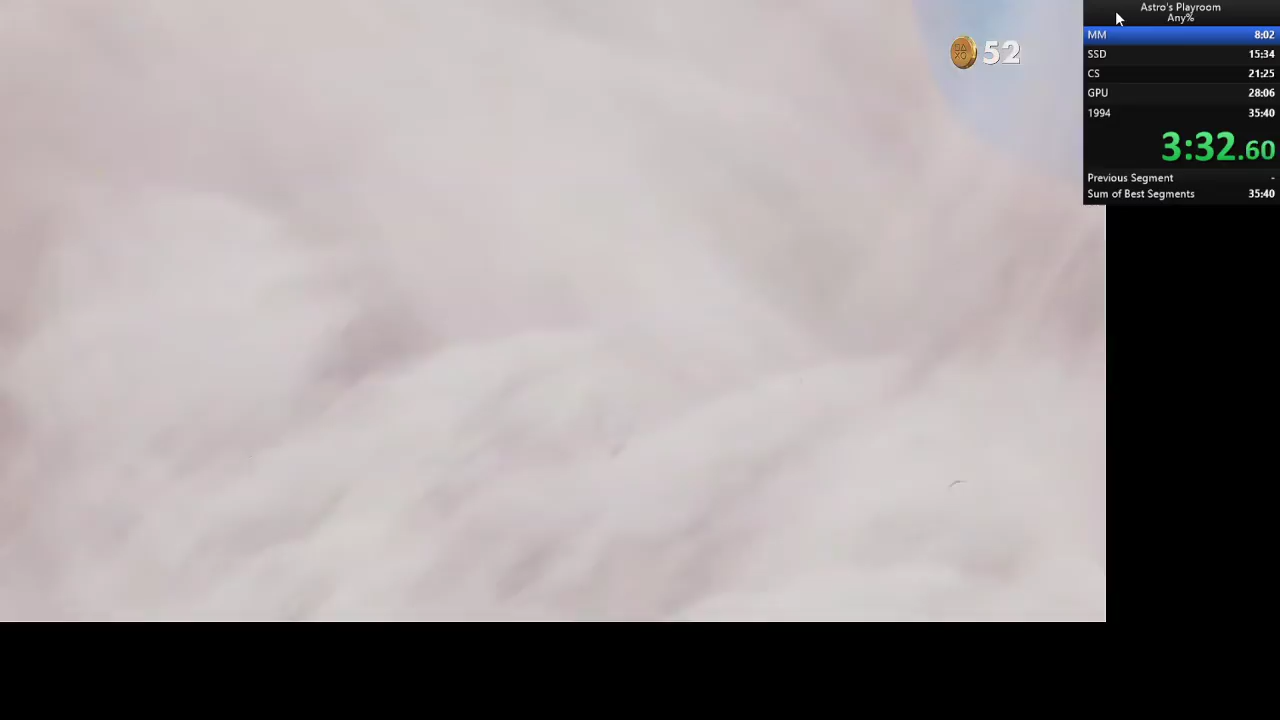 52
Astro's Playroom
Any%
MM 8:02
SSD 15:34
CS 21:25
GPU 28:06
1994 35:40
3:32.60
Previous Segment -
Sum of Best Segments 35:40